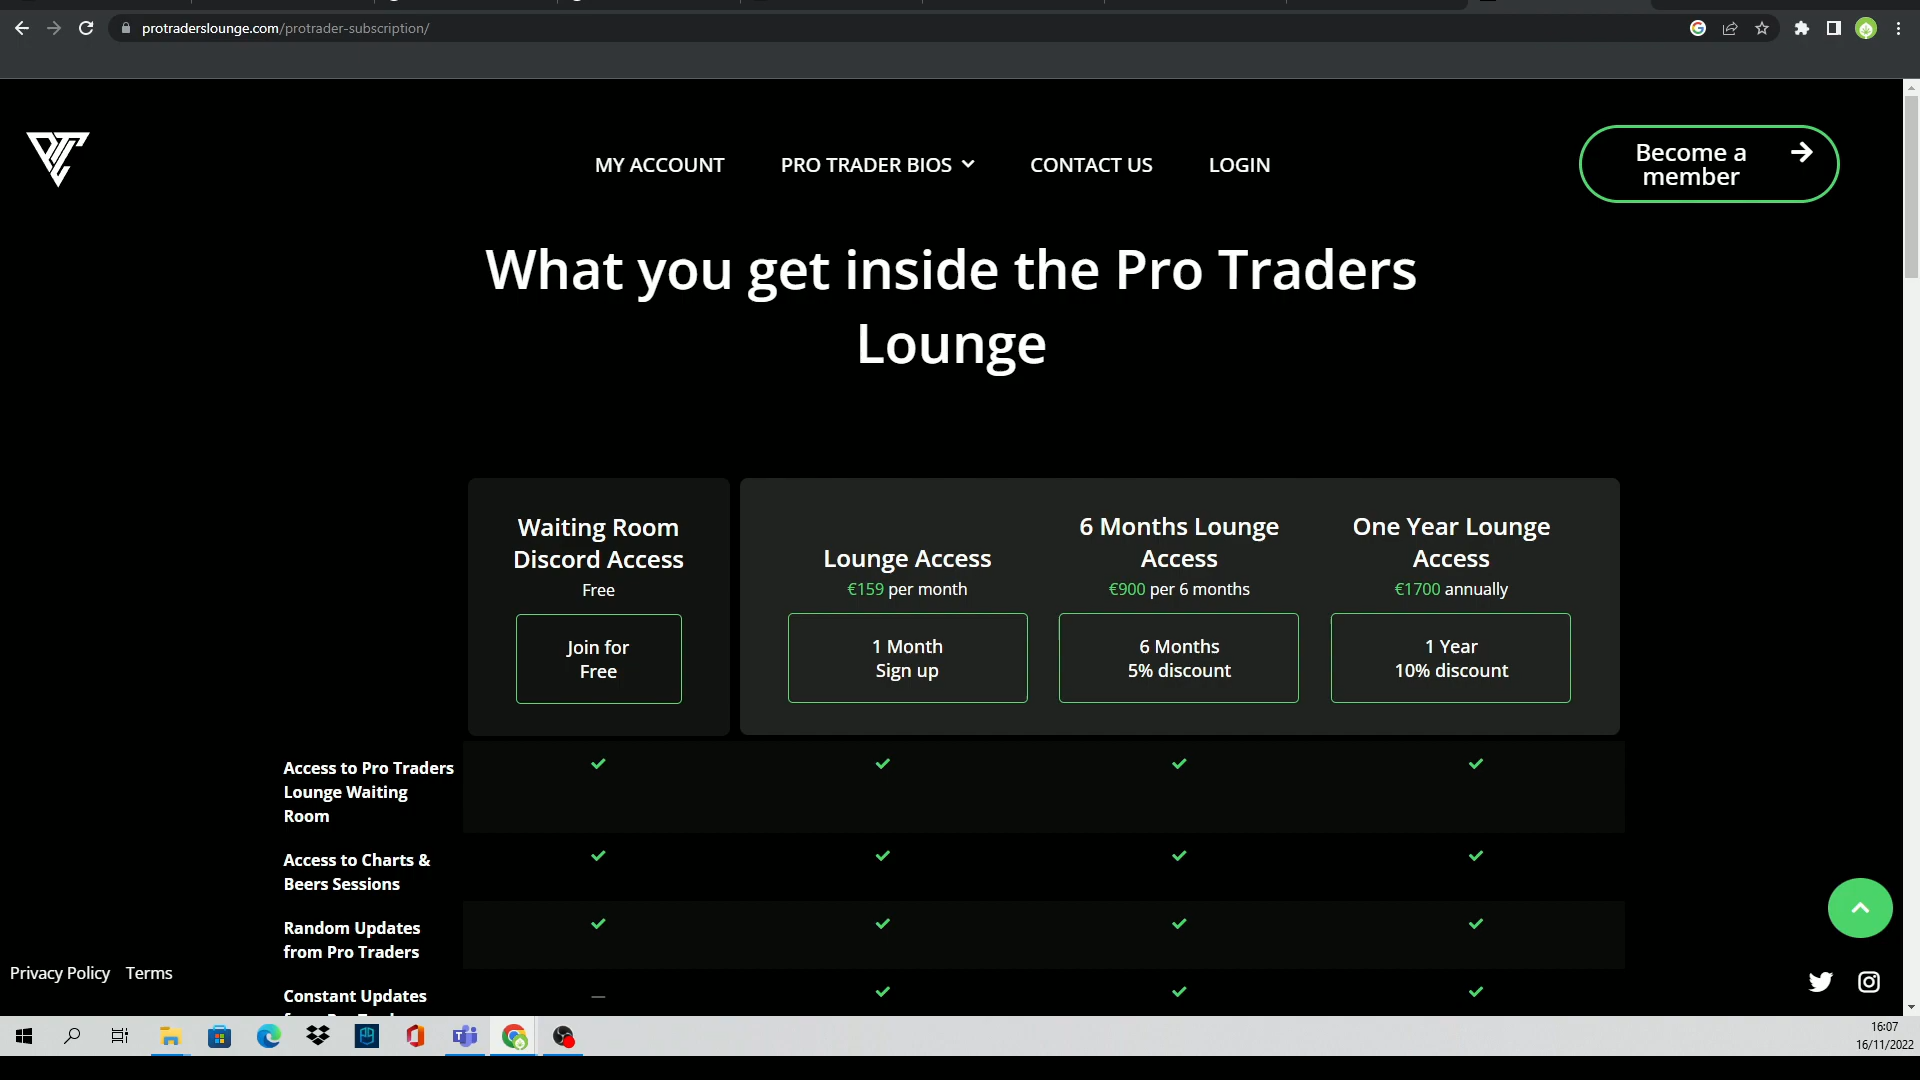 protraderslounge.com/protrader-subscription/
MY ACCOUNT
PRO TRADER BIOS
CONTACT US
LOGIN
Become a
member
What you get inside the Pro Traders
Lounge
Waiting Room
Discord Access
Free
Join for
Free
Lounge Access
€159 per month
1 Month
Sign up
6 Months Lounge
Access
€900 per 6 months
6 Months
5% discount
One Year Lounge
Access
€1700 annually
1 Year
10% discount
Access to Pro Traders
Lounge Waiting
Room
Access to Charts &
Beers Sessions
Random Updates
from Pro Traders
Constant Updates
Privacy Policy
Terms
16:07
16/11/2022